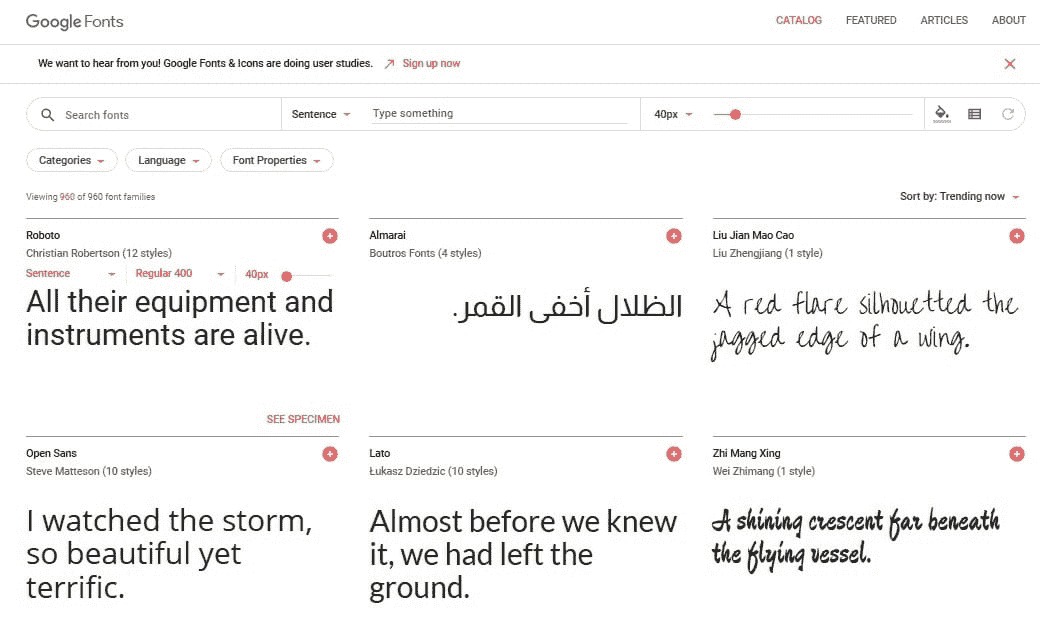 Google Fonts
CATALOG FEATURED ARTICLES ABOUT
We want to hear from you! Google Fonts & Icons are doing user studies. Sign up now
Search fonts Sentence Type something 40px
Categories Language Font Properties
Viewing 960 of 960 font families Sort by: Trending now
Roboto
Christian Robertson (12 styles)
Sentence Regular 400 40px
All their equipment and
instruments are alive.
SEE SPECIMEN
Almarai
Boutros Fonts (4 styles)
الظلال أخفى القمر.
Liu Jian Mao Cao
Liu Zhengjiang (1 style)
A red flare silhouetted the
jagged edge of a wing.
Open Sans
Steve Matteson (10 styles)
I watched the storm,
so beautiful yet
terrific.
Lato
Łukasz Dziedzic (10 styles)
Almost before we knew
it, we had left the
ground.
Zhi Mang Xing
Wei Zhimang (1 style)
A shining crescent far beneath
the flying vessel.